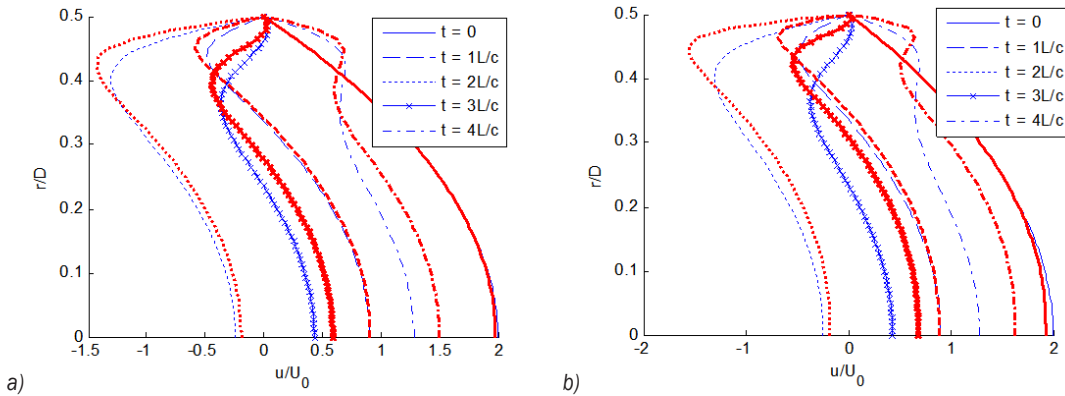 0.5
0.4
0.3
0.2
0.1
0
r/D
-1.5
-1
-0.5
0
0.5
1
1.5
2
u/U0
t = 0
t = 1L/c
t = 2L/c
t = 3L/c
t = 4L/c
a)
0.5
0.4
0.3
0.2
0.1
0
r/D
-2
-1
0
1
2
u/U0
t = 0
t = 1L/c
t = 2L/c
t = 3L/c
t = 4L/c
b)